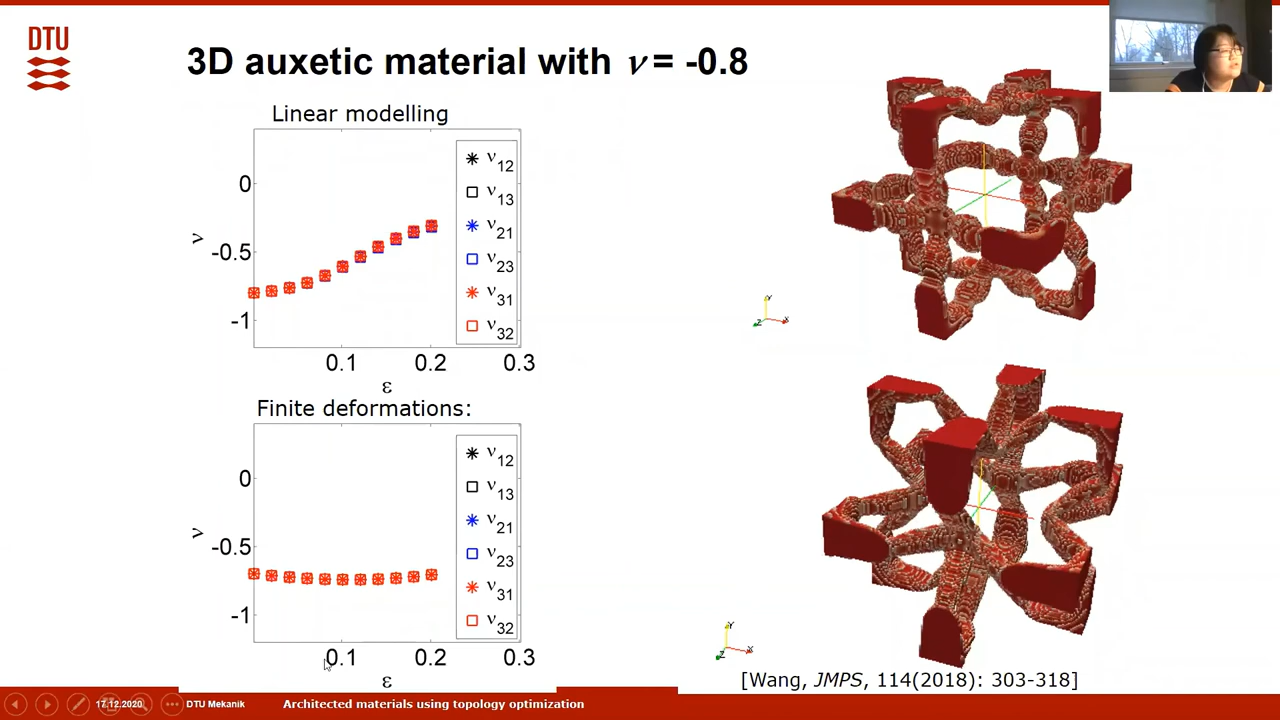 DTU
3D auxetic material with ν = -0.8
Linear modelling
0
-0.5
-1
ν
0.1 0.2 0.3
ε
ν12
ν13
ν21
ν23
ν31
ν32
Y
Z X
Finite deformations:
0
-0.5
-1
ν
0.1 0.2 0.3
ε
ν12
ν13
ν21
ν23
ν31
ν32
Y
Z X
[Wang, JMPS, 114(2018): 303-318]
17.12.2020 DTU Mekanik Architected materials using topology optimization